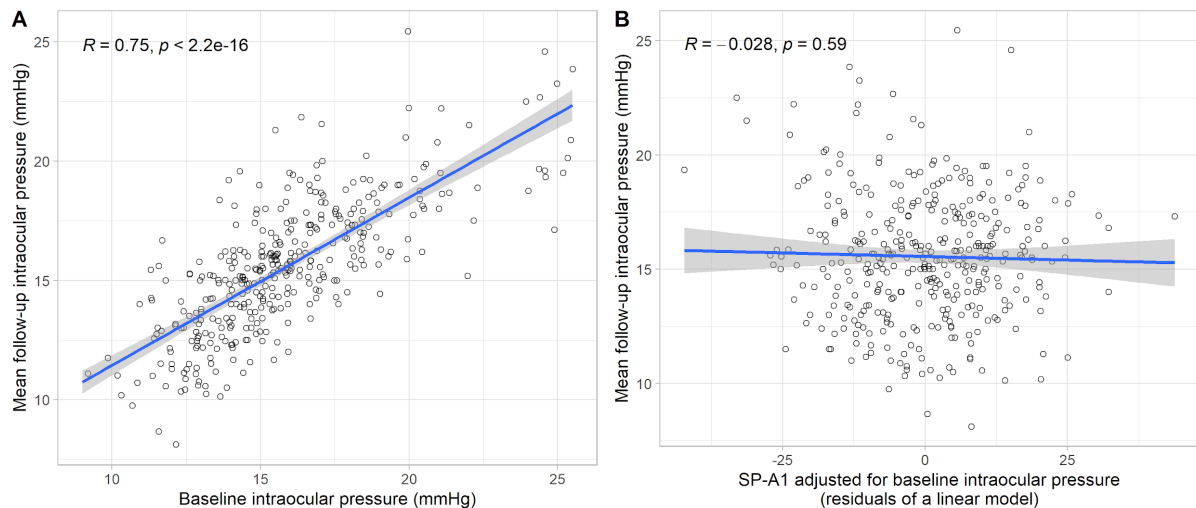 A
R = 0.75, p < 2.2e-16
Mean follow-up intraocular pressure (mmHg)
25
20
15
10
10
15
20
25
Baseline intraocular pressure (mmHg)
B
R = −0.028, p = 0.59
Mean follow-up intraocular pressure (mmHg)
25
20
15
10
-25
0
25
SP-A1 adjusted for baseline intraocular pressure
(residuals of a linear model)